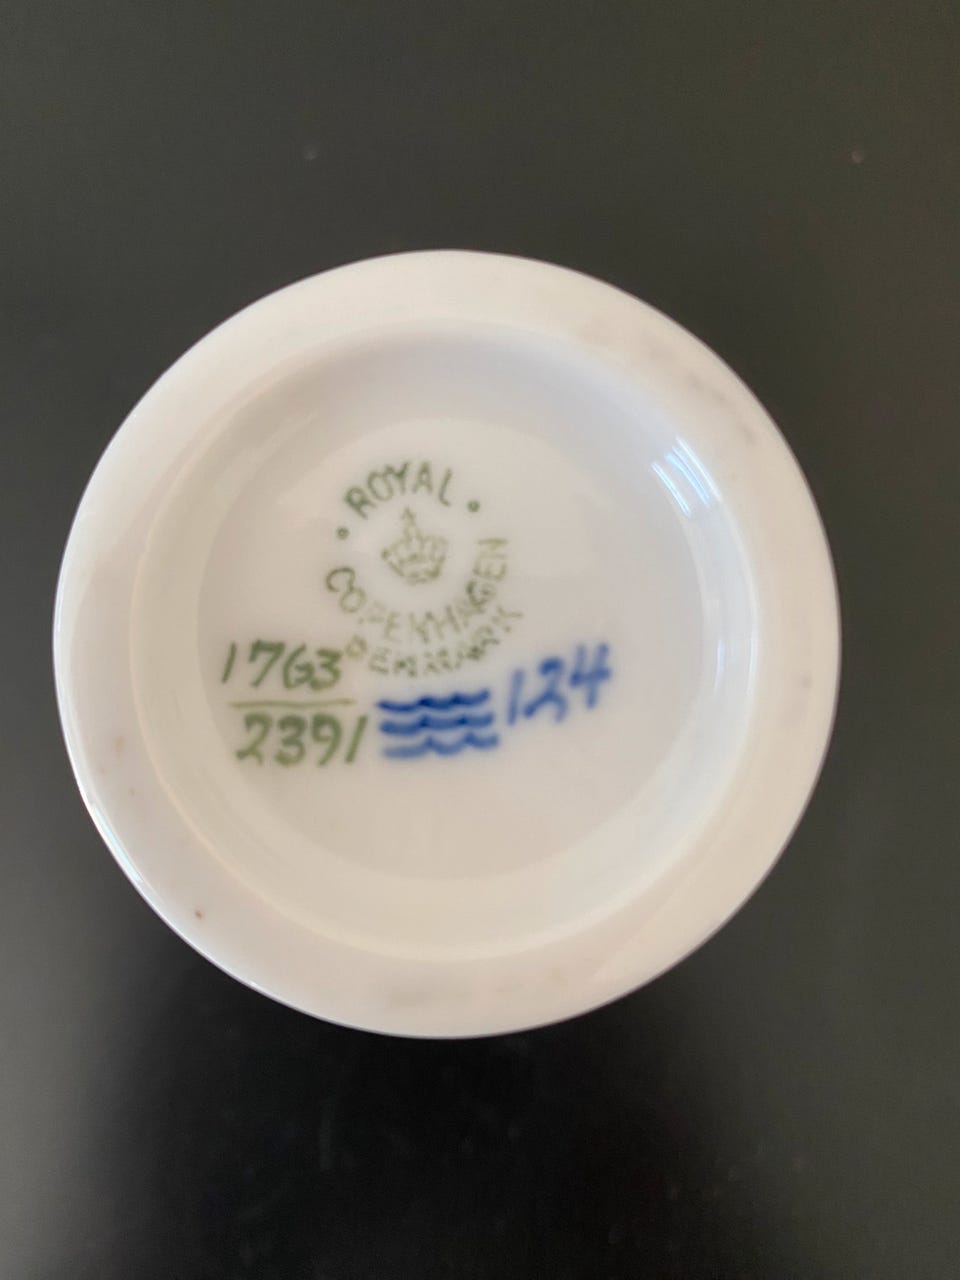 ROYAL
COPENHAGEN
DENMARK
1763
2391
124